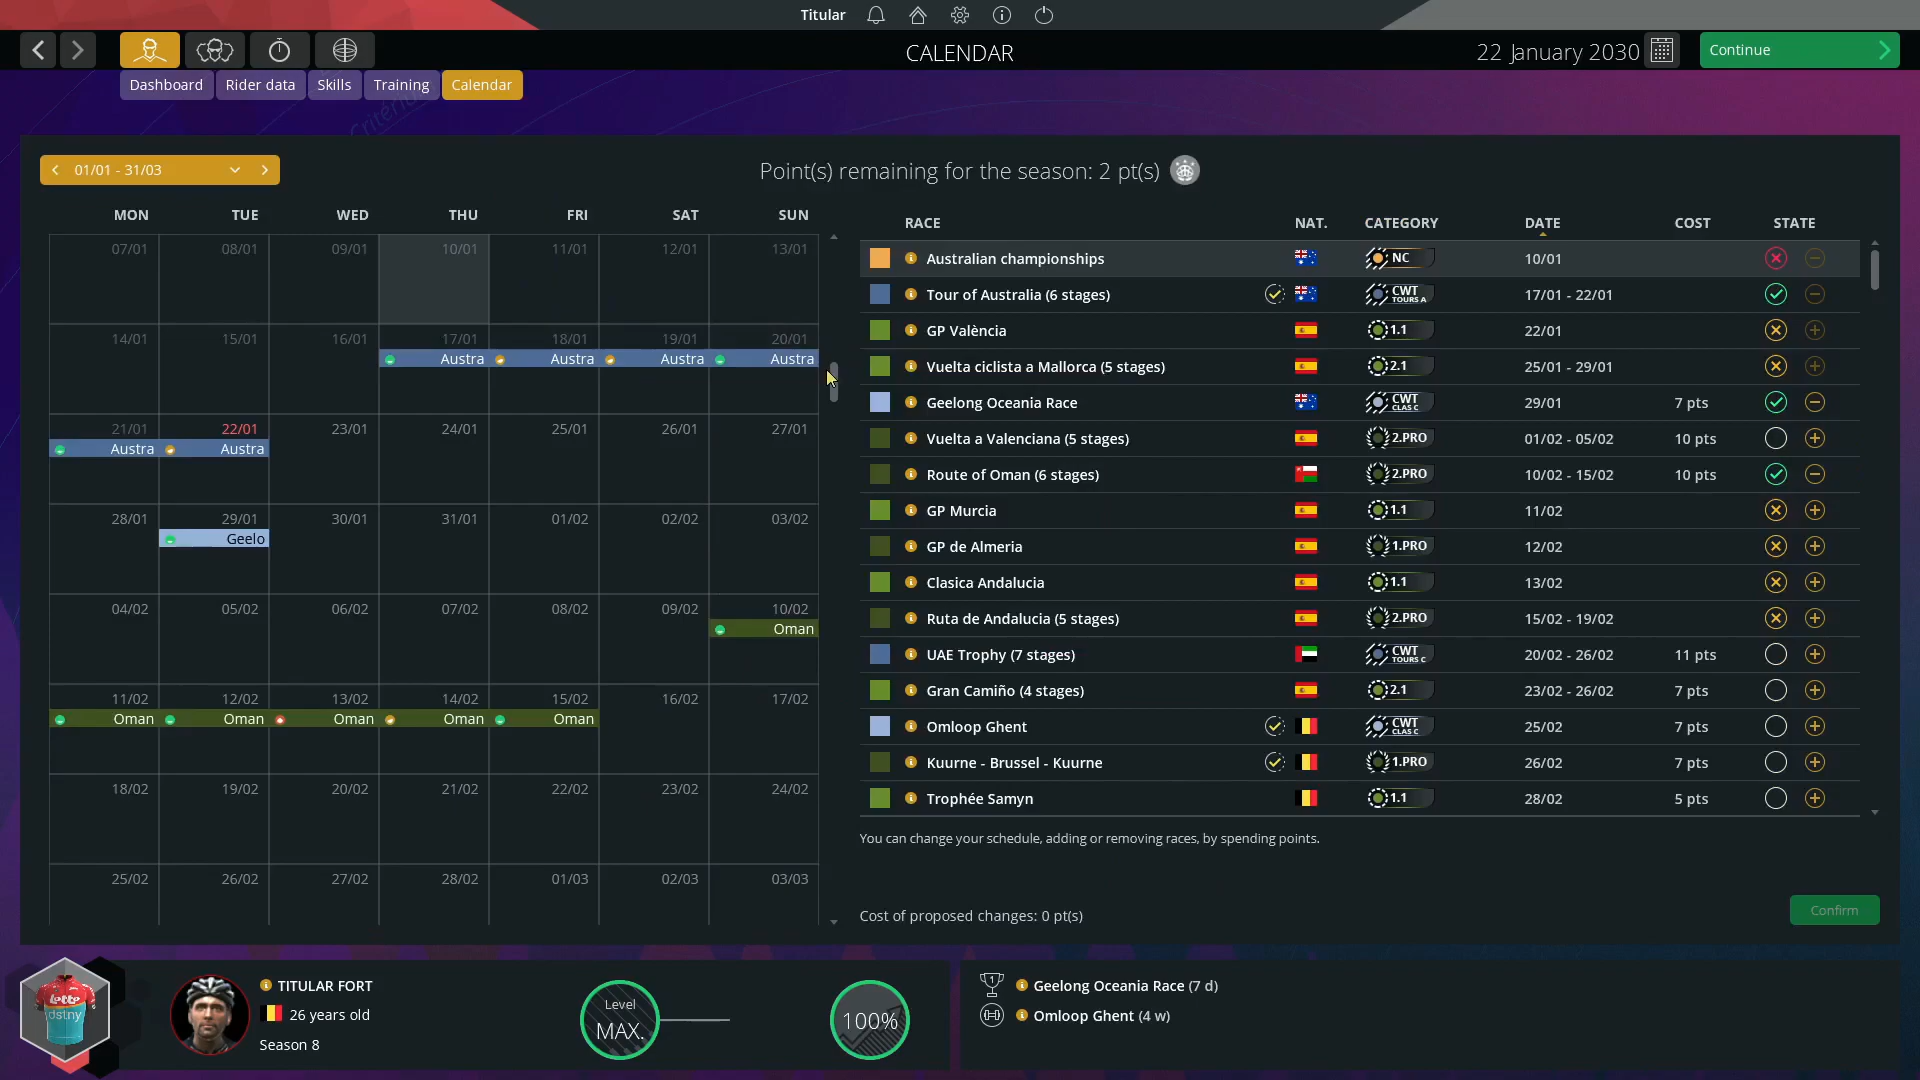 Titular
CALENDAR
22 January 2030
Continue
Dashboard
Rider data
Skills
Training
Calendar
01/01 - 31/03
Point(s) remaining for the season: 2 pt(s)
MON TUE WED THU FRI SAT SUN
07/01 08/01 09/01 10/01 11/01 12/01 13/01
14/01 15/01 16/01 17/01 18/01 19/01 20/01
Austra Austra Austra Austra
21/01 22/01 23/01 24/01 25/01 26/01 27/01
Austra Austra
28/01 29/01 30/01 31/01 01/02 02/02 03/02
Geelo
04/02 05/02 06/02 07/02 08/02 09/02 10/02
Oman
11/02 12/02 13/02 14/02 15/02 16/02 17/02
Oman Oman Oman Oman Oman
18/02 19/02 20/02 21/02 22/02 23/02 24/02
25/02 26/02 27/02 28/02 01/03 02/03 03/03
RACE NAT. CATEGORY DATE COST STATE
Australian championships NC 10/01
Tour of Australia (6 stages) CWT TOURS A 17/01 - 22/01
GP València 1.1 22/01
Vuelta ciclista a Mallorca (5 stages) 2.1 25/01 - 29/01
Geelong Oceania Race CWT CLAS C 29/01 7 pts
Vuelta a Valenciana (5 stages) 2.PRO 01/02 - 05/02 10 pts
Route of Oman (6 stages) 2.PRO 10/02 - 15/02 10 pts
GP Murcia 1.1 11/02
GP de Almeria 1.PRO 12/02
Clasica Andalucia 1.1 13/02
Ruta de Andalucia (5 stages) 2.PRO 15/02 - 19/02
UAE Trophy (7 stages) CWT TOURS C 20/02 - 26/02 11 pts
Gran Camiño (4 stages) 2.1 23/02 - 26/02 7 pts
Omloop Ghent CWT CLAS C 25/02 7 pts
Kuurne - Brussel - Kuurne 1.PRO 26/02 7 pts
Trophée Samyn 1.1 28/02 5 pts
You can change your schedule, adding or removing races, by spending points.
Cost of proposed changes: 0 pt(s)
Confirm
lotto
dstny
TITULAR FORT
26 years old
Season 8
Level
MAX.
100%
Geelong Oceania Race (7 d)
Omloop Ghent (4 w)